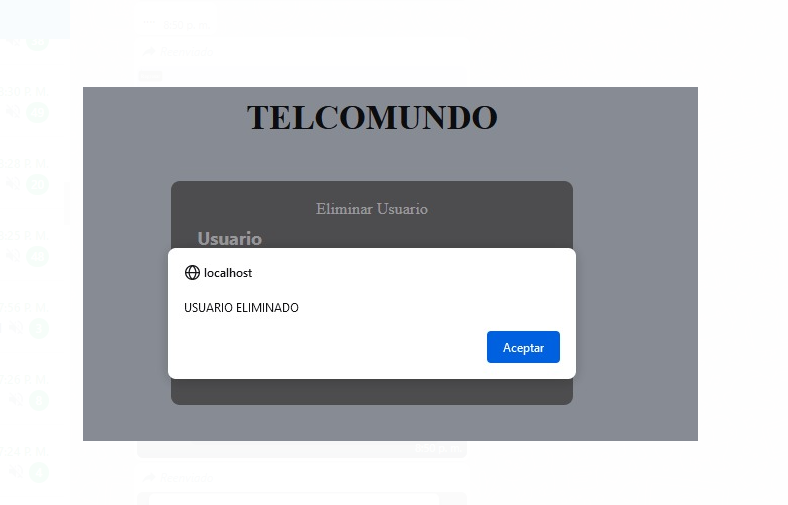 TELCOMUNDO
Eliminar Usuario
Usuario
localhost
USUARIO ELIMINADO
Aceptar